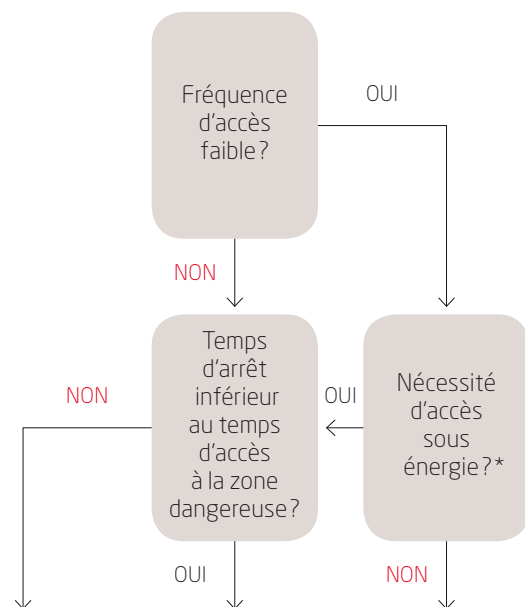 Fréquence
d'accès
faible ?
OUI
NON
Temps
d'arrêt
inférieur
au temps
d'accès
à la zone
dangereuse ?
NON
OUI
Nécessité
d'accès
sous
énergie ?*
OUI
NON